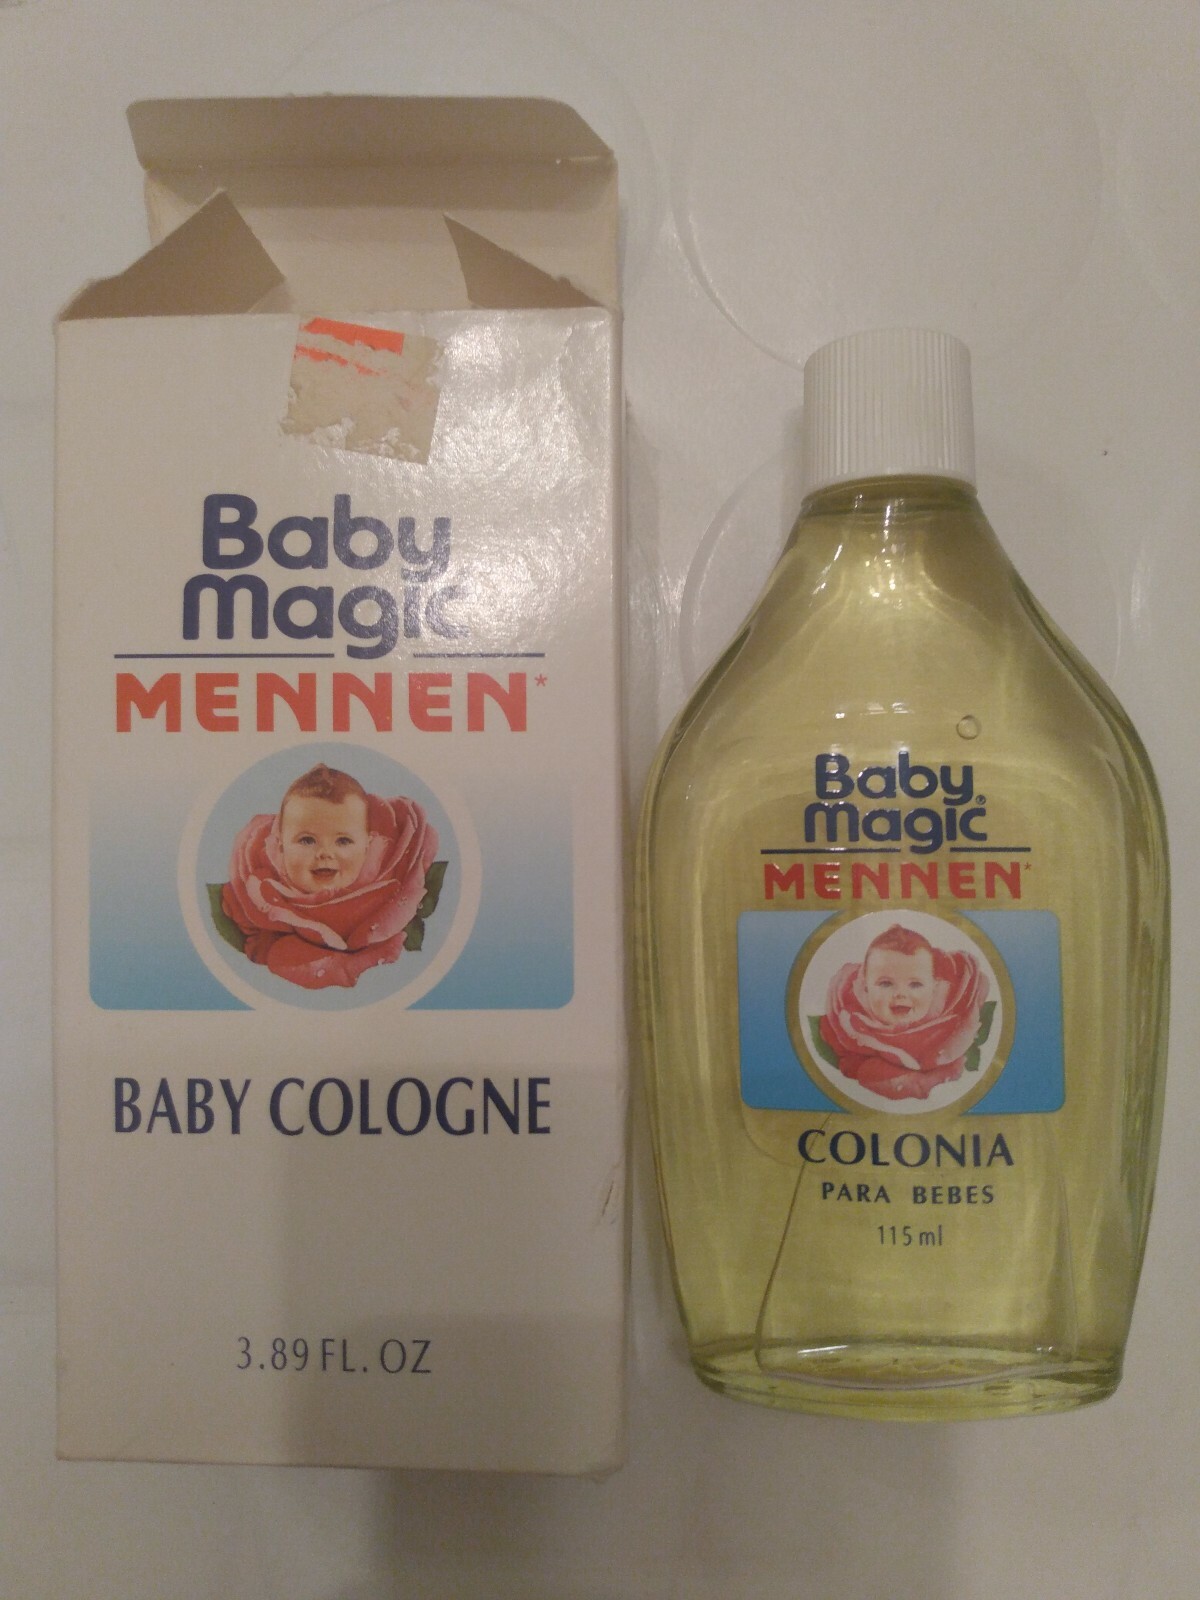 Baby
Magic
MENNEN*
BABY COLOGNE
3.89 FL. OZ
Baby
Magic®
MENNEN*
COLONIA
PARA BEBES
115 ml